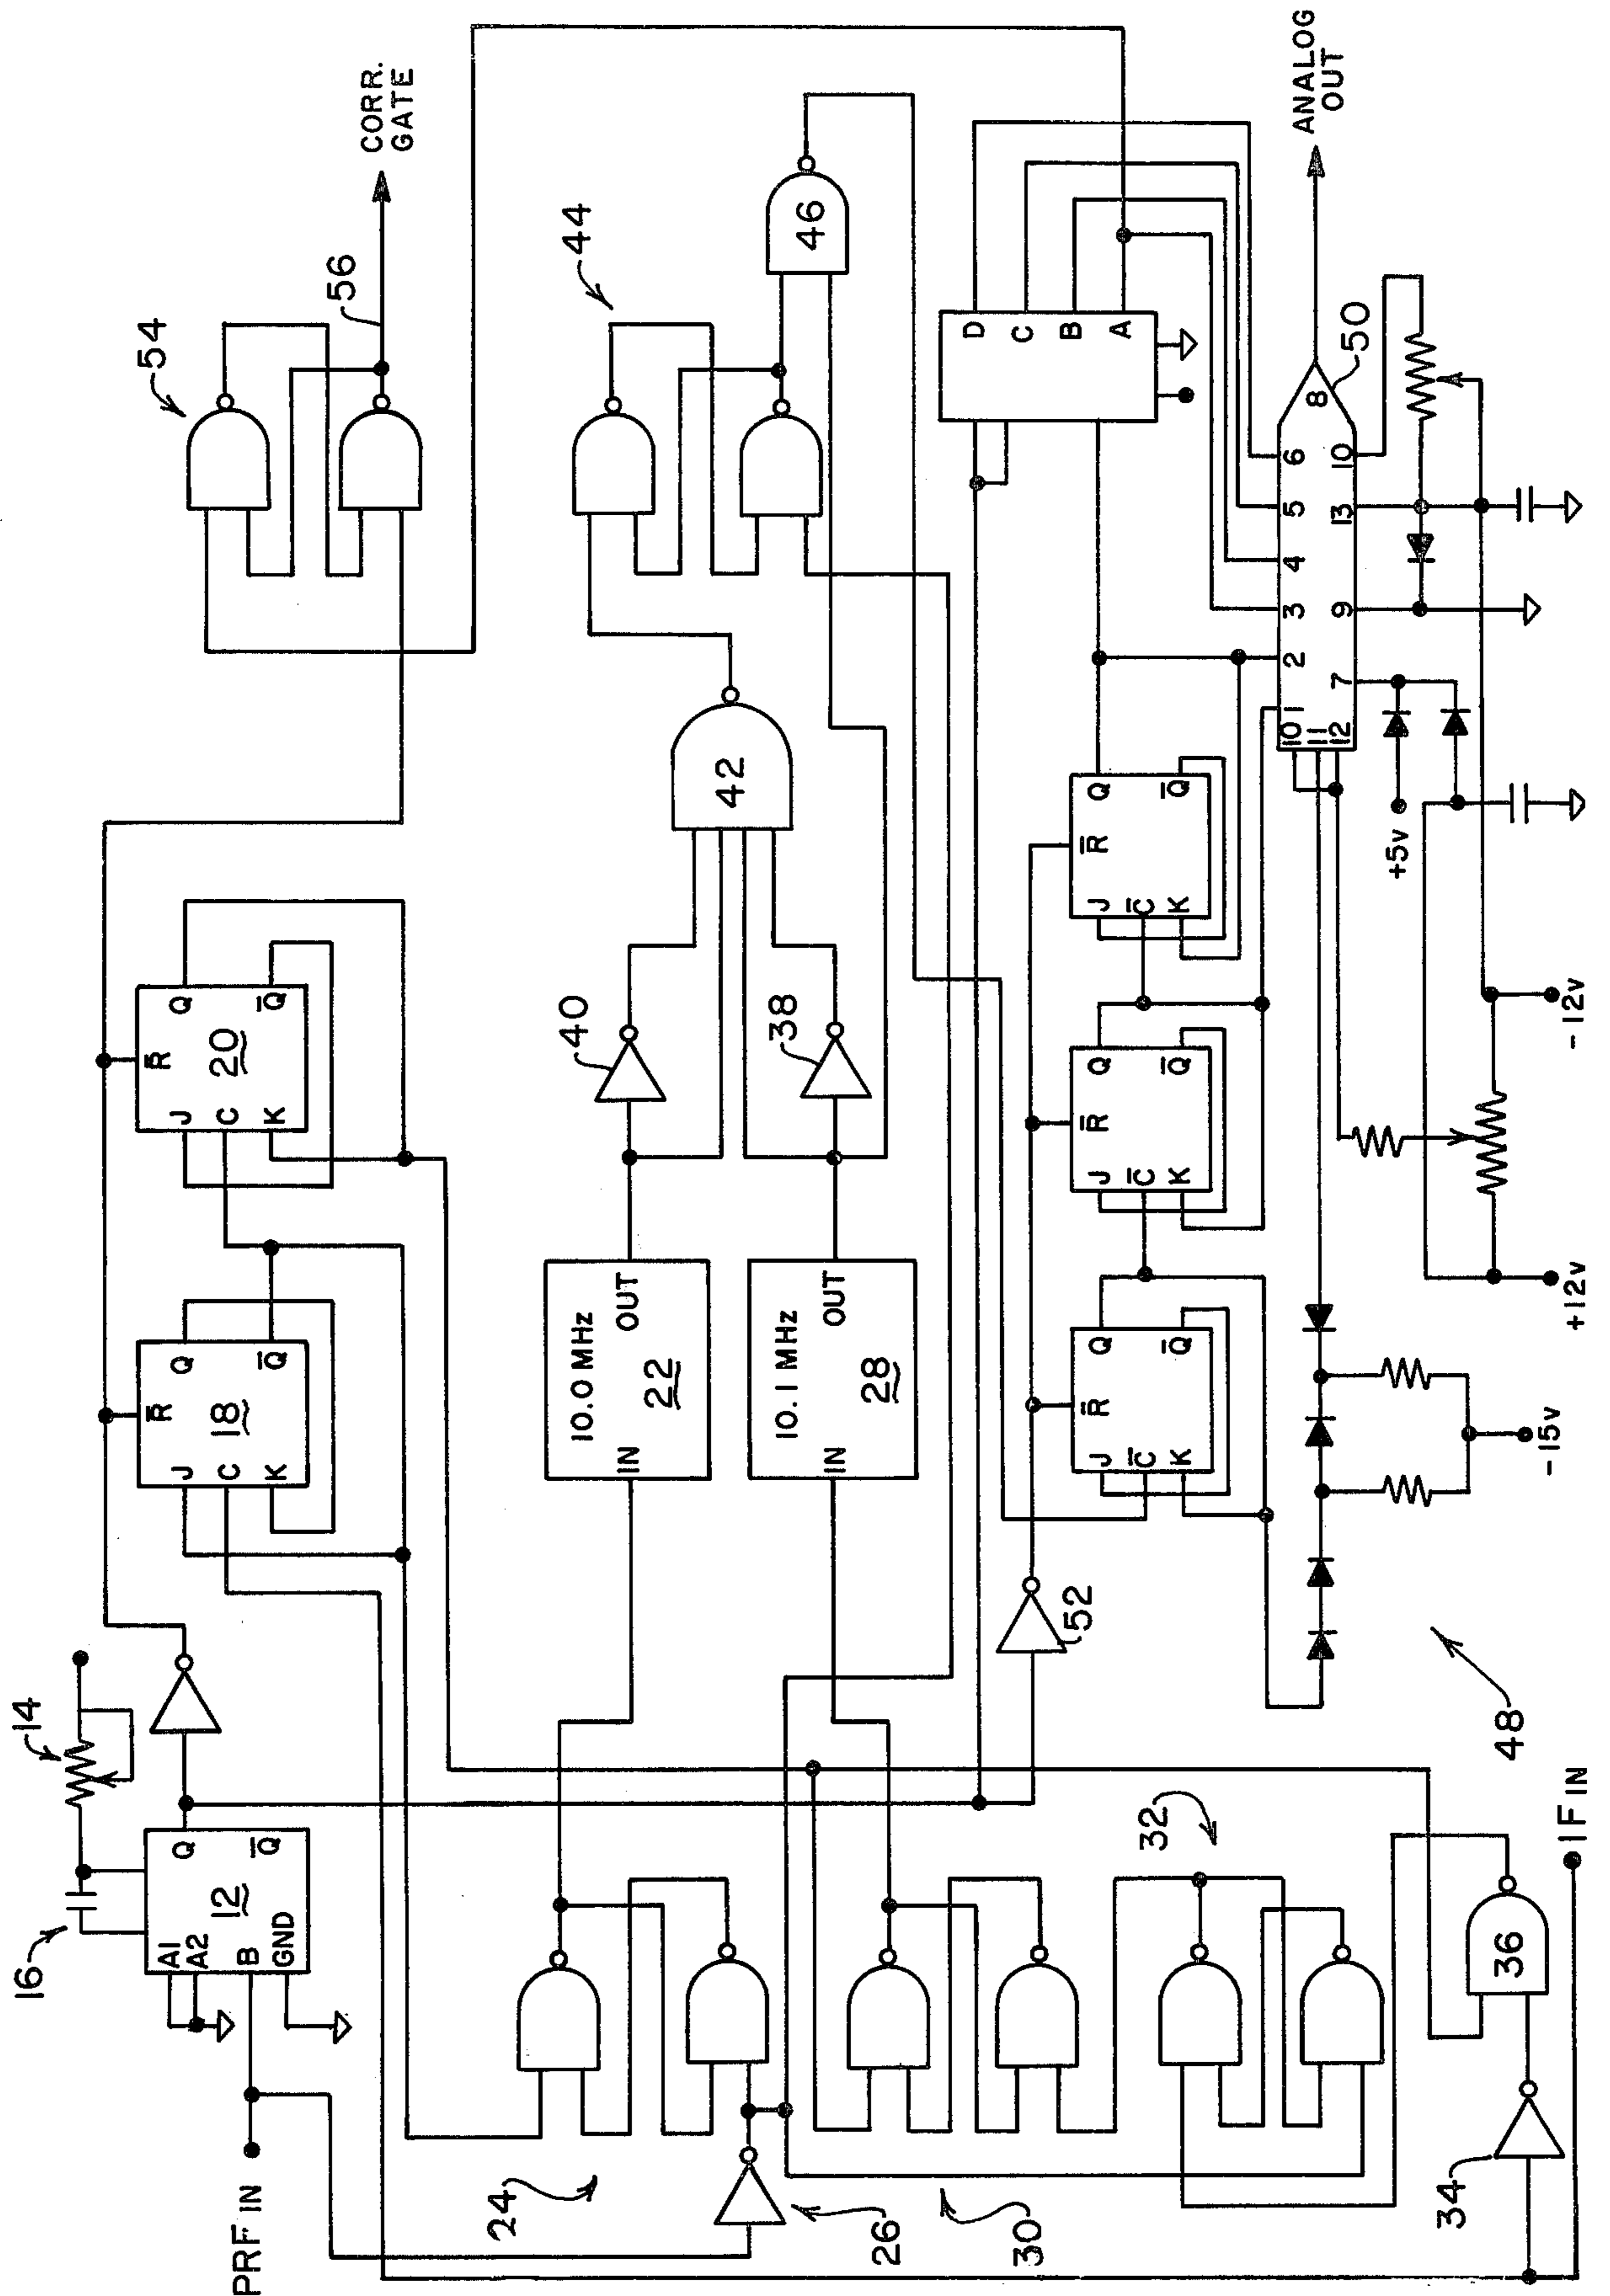 CORR.
GATE
54
56
14
16
A1
A2
B
GND
12
Q
Q̅
PRF IN
J
C
K
R̅
18
Q
Q̅
J
C
K
R̅
20
Q
Q̅
24
26
10.0 MHz
IN
22
OUT
10.1 MHz
IN
28
OUT
40
38
42
44
46
30
32
34
36
IF IN
52
48
J
C̅
K
R̅
Q
Q̅
J
C̅
K
R̅
Q
Q̅
J
C̅
K
R̅
Q
Q̅
D
C
B
A
1
2
3
4
5
6
10
11
12
7
9
13
10
8
50
ANALOG
OUT
+5v
-15v
+12v
-12v